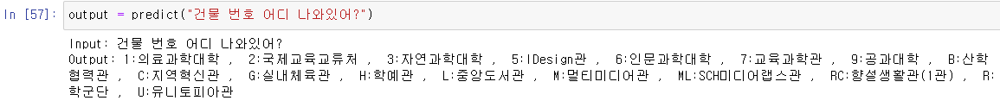 In [57]: output = predict("건물 번호 어디 나와있어?")
Input: 건물 번호 어디 나와있어?
Output: 1:의료과학대학 , 2:국제교육교류처 , 3:자연과학대학 , 5:IDesign관 , 6:인문과학대학 , 7:교육과학관 , 9:공과대학 , B:산학
협력관 , C:지역혁신관 , G:실내체육관 , H:학예관 , L:중앙도서관 , M:멀티미디어관 , ML:SCH미디어랩스관 , RC:향설생활관(1관) , R:
학군단 , U:유니토피아관